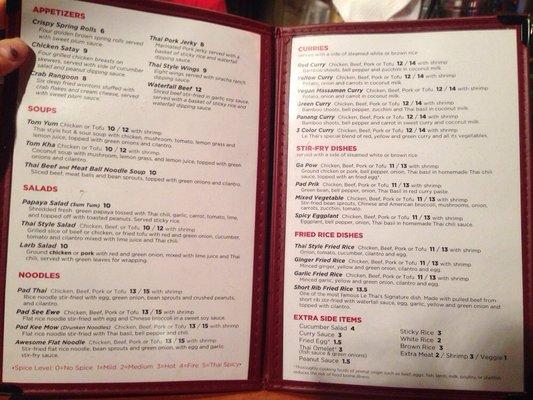 APPETIZERS
Crispy Spring Rolls 6
Four golden brown spring rolls served
with sweet plum sauce.
Chicken Satay 9
Four grilled chicken breasts on
skewers, served with side of cucumber
salad and peanut dipping sauce.
Crab Rangoon 8
Six deep fried wontons stuffed with
crab flakes and cream cheese, served
with sweet plum sauce.
Thai Pork Jerky 8
Marinated Pork Jerky served with a
basket of sticky rice and waterfall
dipping sauce.
Thai Style Wings 9
Eight wings, served with sriracha ranch
dipping sauce.
Waterfall Beef 12
Sliced beef stir-fried in garlic soy sauce,
served with a basket of sticky rice and
waterfall dipping sauce.
SOUPS
Tom Yum Chicken or Tofu 10 / 12 with shrimp
Thai style hot & sour soup with chicken, mushroom, tomato, lemon grass and
lemon juice, topped with green onions and cilantro.
Tom Kha Chicken or Tofu 10 / 12 with shrimp
Coconut soup with mushroom, lemon grass, and lemon juice, topped with green
onions and cilantro.
Thai Beef and Meat Ball Noodle Soup 10
Sliced beef, meat balls and bean sprouts, topped with green onions and cilantro.
SALADS
Papaya Salad (Tum Tum) 10
Shredded fresh green papaya tossed with Thai chili, garlic, carrot, tomato, lime,
and topped off with toasted peanuts. Served sticky rice.
Thai Style Salad Chicken, Beef or Tofu 10 / 12 with shrimp
Grilled slice of beef or chicken, or fried tofu with red and green onion, cucumber,
tomato and cilantro mixed with lime juice and Thai chili.
Larb Salad 10
Ground chicken or pork with red and green onion, mixed with lime juice and Thai
chili, served with green leaves for wrapping.
NOODLES
Pad Thai Chicken, Beef, Pork or Tofu 13 / 15 with shrimp
Rice noodle stir-fried with egg, green onion, bean sprouts and crushed peanuts,
and cilantro.
Pad See Ewe Chicken, Beef, Pork or Tofu 13 / 15 with shrimp
Flat rice noodle stir-fried with egg and Chinese broccoli in a sweet soy sauce.
Pad Kee Mow (Drunken Noodles) Chicken, Beef, Pork or Tofu 13 / 15 with shrimp
Flat rice noodle stir-fried with Thai basil, bell pepper and chili.
Awesome Flat Noodle Chicken, Beef, Pork or Tofu 13 / 15 with shrimp
Stir-fried flat rice noodle, bean sprouts and green onion, with egg and garlic
stir-fry sauce.
•Spice Level: 0=No Spice 1=Mild 2=Medium 3=Hot 4=Fire 5=Thai Spicy•
CURRIES
served with a side of steamed white or brown rice
Red Curry Chicken, Beef, Pork or Tofu 12 / 14 with shrimp
Bamboo shoots, bell pepper and zucchini in coconut milk
Yellow Curry Chicken, Beef, Pork or Tofu 12 / 14 with shrimp
Potato, onion and carrots in coconut milk.
Vegan Massaman Curry Chicken, Beef, Pork or Tofu 12 / 14 with shrimp
Potato, onion and carrot in coconut milk.
Green Curry Chicken, Beef, Pork or Tofu 12 / 14 with shrimp
Bamboo shoots, bell pepper, zucchini and Thai basil in coconut milk.
Panang Curry Chicken, Beef, Pork or Tofu 12 / 14 with shrimp
Bamboo shoots, bell pepper and carrot in sweet curry and coconut milk.
3 Color Curry Chicken, Beef, Pork or Tofu 12 / 14 with shrimp
Le Thai's special blend of red, yellow and green curry and all its vegetables.
STIR-FRY DISHES
served with a side of steamed white or brown rice
Ga Pow Chicken, Beef, Pork or Tofu 11 / 13 with shrimp
Ground chicken or pork, bell pepper, onion, Thai basil in homemade Thai chili
sauce, topped with an fried egg*.
Pad Prik Chicken, Beef, Pork or Tofu 11 / 13 with shrimp
Green bean, bell pepper, onion, Thai basil in red curry paste.
Mixed Vegetable Chicken, Beef, Pork or Tofu 11 / 13 with shrimp
Stir-fried bean sprouts, Chinese and American broccoli, mushrooms, onion,
carrots, zucchini, tomato.
Spicy Eggplant Chicken, Beef, Pork or Tofu 11 / 13 with shrimp
Eggplant, bell pepper, onion, Thai basil in homemade Thai chili sauce.
FRIED RICE DISHES
Thai Style Fried Rice Chicken, Beef, Pork or Tofu 11 / 13 with shrimp
Onion, tomato, cucumber, cilantro and egg.
Ginger Fried Rice Chicken, Beef, Pork or Tofu 11 / 13 with shrimp
Minced ginger, yellow and green onion, cilantro and egg.
Garlic Fried Rice Chicken, Beef, Pork or Tofu 11 / 13 with shrimp
Minced garlic, yellow and green onion, cilantro and egg.
Short Rib Fried Rice 13.5
One of the most famous Le Thai's Signature dish. Made with pulled beef from
short rib stir-fried with waterfall sauce, egg, garlic, yellow and green onion and
topped with cilantro.
EXTRA SIDE ITEMS
Cucumber Salad 4
Curry Sauce 3
Fried Egg* 1.5
Thai Omelet* 3
(fish sauce & green onions)
Peanut Sauce 1.5
Sticky Rice 3
White Rice 2
Brown Rice 3
Extra Meat 2 / Shrimp 3 / Veggie 1
*Thoroughly cooking foods of animal origin such as beef, eggs, fish, lamb, milk, poultry, or shellfish
reduces the risk of food borne illness.